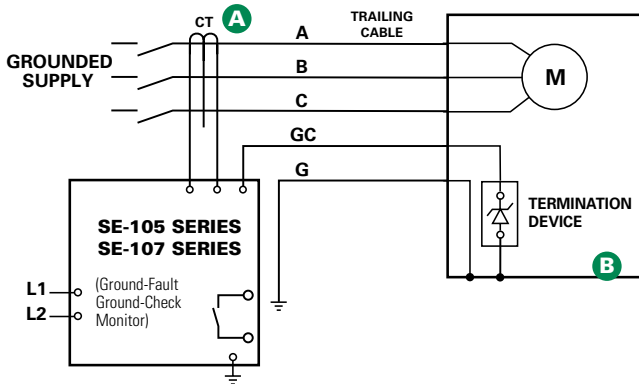 CT
A
A
TRAILING
CABLE
GROUNDED
SUPPLY
B
M
C
GC
G
SE-105 SERIES
SE-107 SERIES
TERMINATION
DEVICE
B
L1
L2
(Ground-Fault
Ground-Check
Monitor)